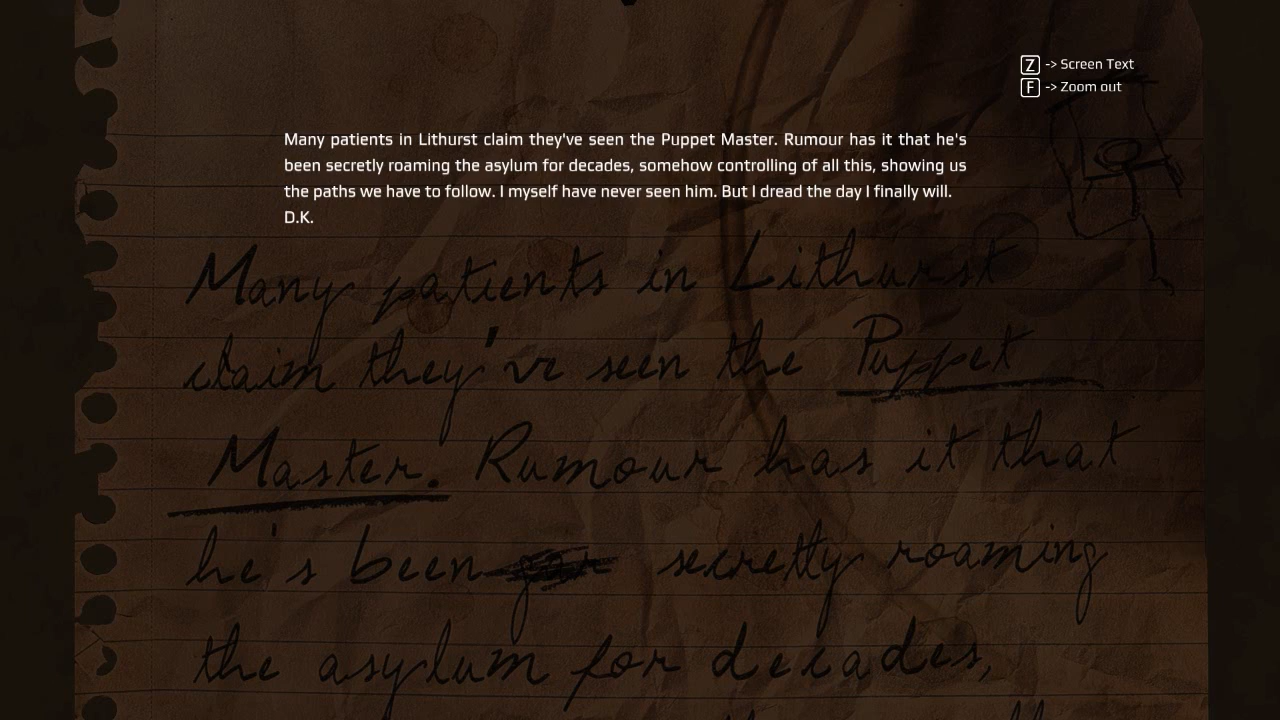 Z -> Screen Text
F -> Zoom out
Many patients in Lithurst claim they've seen the Puppet Master. Rumour has it that he's
been secretly roaming the asylum for decades, somehow controlling of all this, showing us
the paths we have to follow. I myself have never seen him. But I dread the day I finally will.
D.K.
Many patients in Lithurst
claim they've seen the Puppet
Master. Rumour has it that
he's been secretly roaming
the asylum for decades,